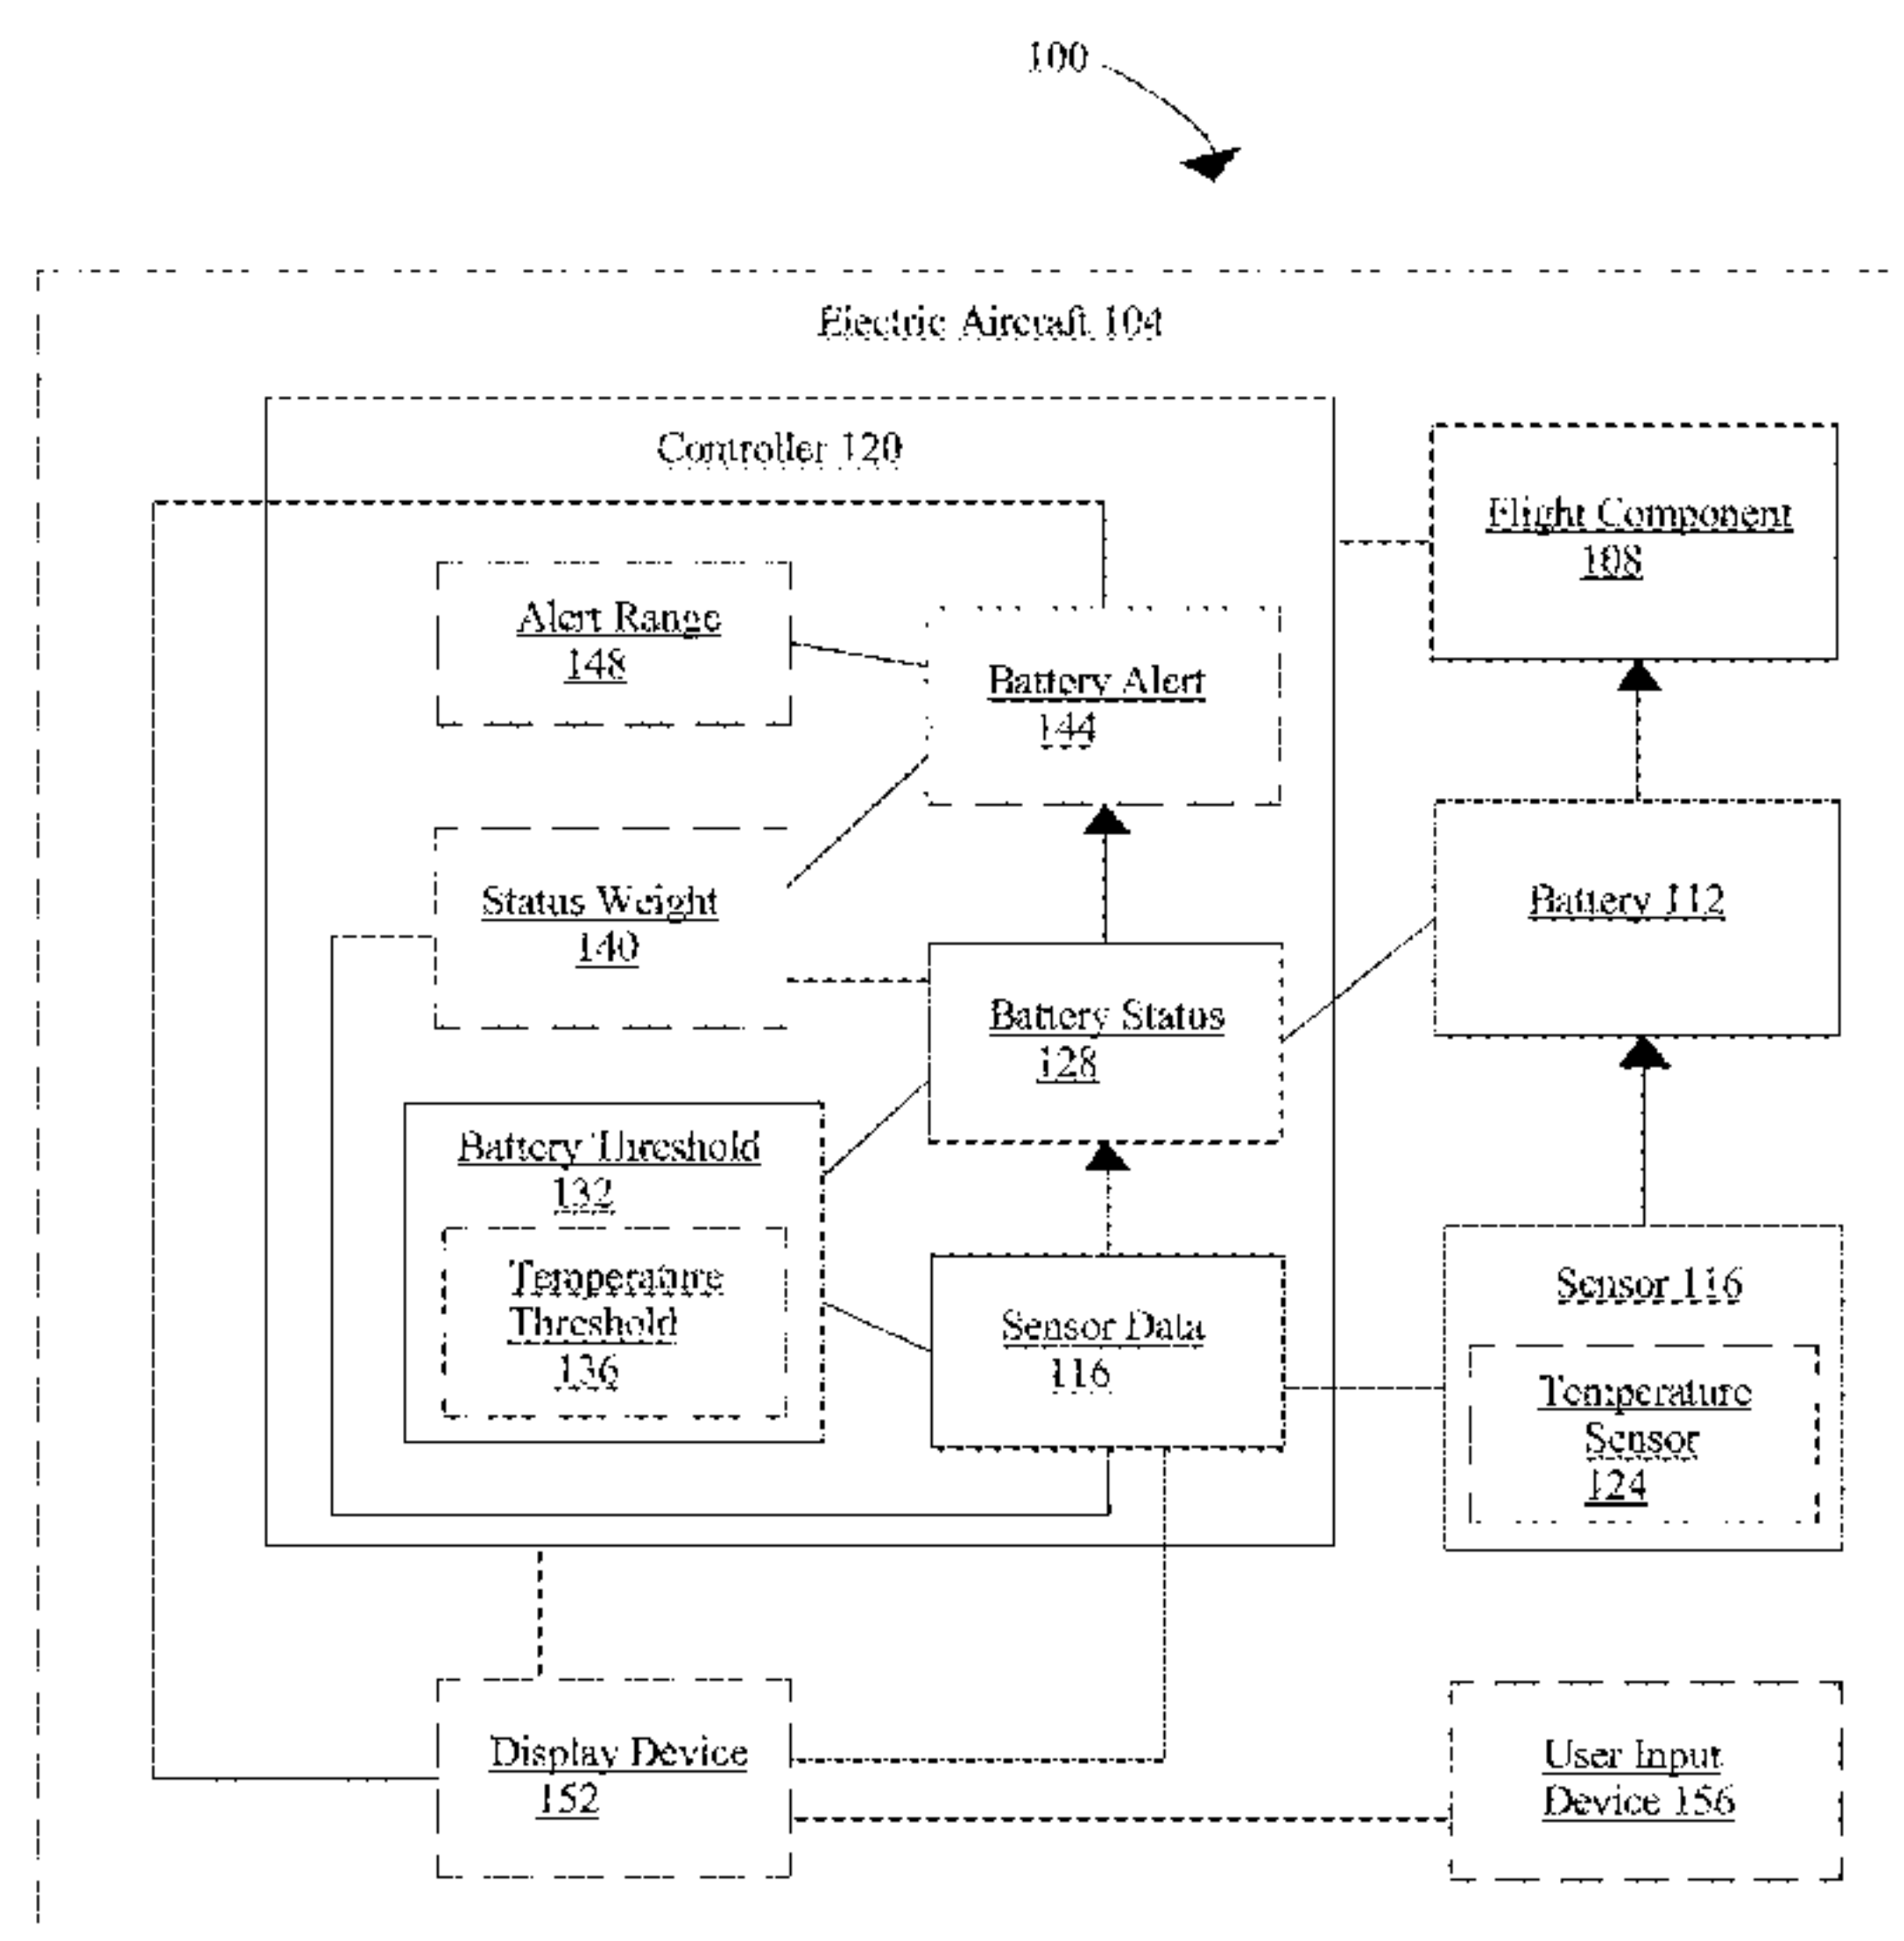 100
Electric Aircraft 104
Controller 120
Flight Component
108
Alert Range
148
Battery Alert
144
Status Weight
140
Battery 112
Battery Status
128
Battery Threshold
132
Temperature
Threshold
136
Sensor Data
116
Sensor 116
Temperature
Sensor
124
Display Device
152
User Input
Device 156